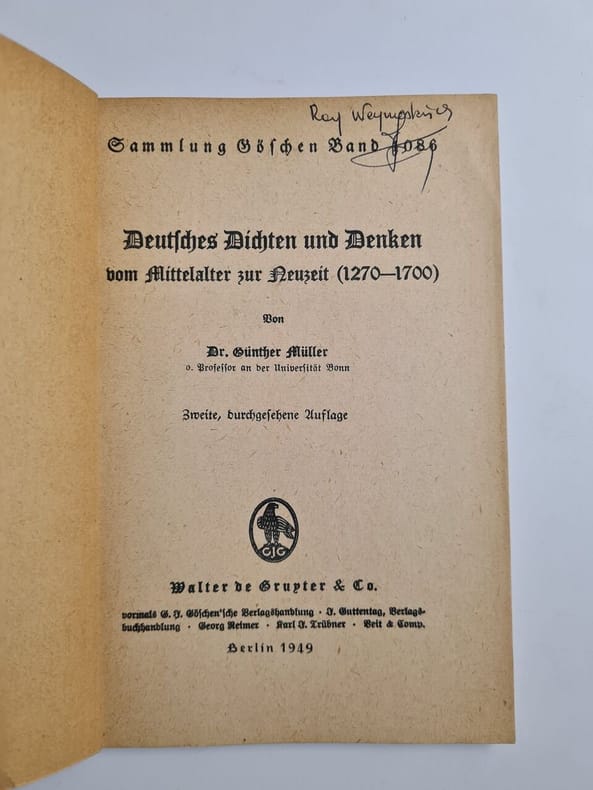 Sammlung Göschen Band 1086
Deutsches Dichten und Denken
vom Mittelalter zur Neuzeit (1270—1700)
Von
Dr. Günther Müller
o. Professor an der Universität Bonn
Zweite, durchgesehene Auflage
GJG
Walter de Gruyter & Co.
vormals G. J. Göschen'sche Verlagshandlung · J. Guttentag, Verlags-
buchhandlung · Georg Reimer · Karl J. Trübner · Veit & Comp.
Berlin 1949